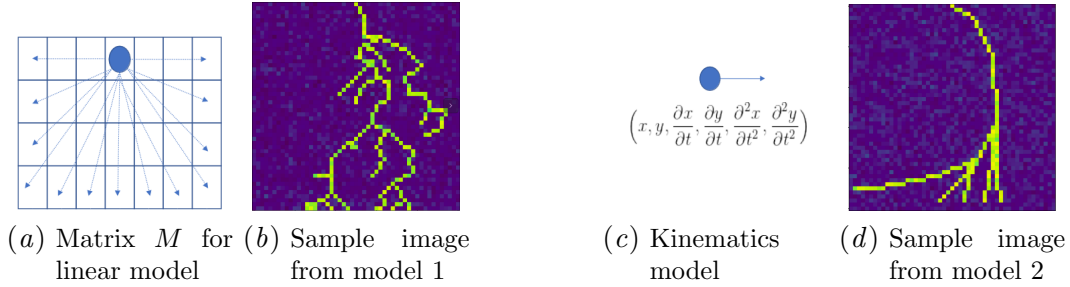 (x, y, ∂x/∂t, ∂y/∂t, ∂²x/∂t², ∂²y/∂t²)
(a) Matrix M for
linear model
(b) Sample image
from model 1
(c) Kinematics
model
(d) Sample image
from model 2